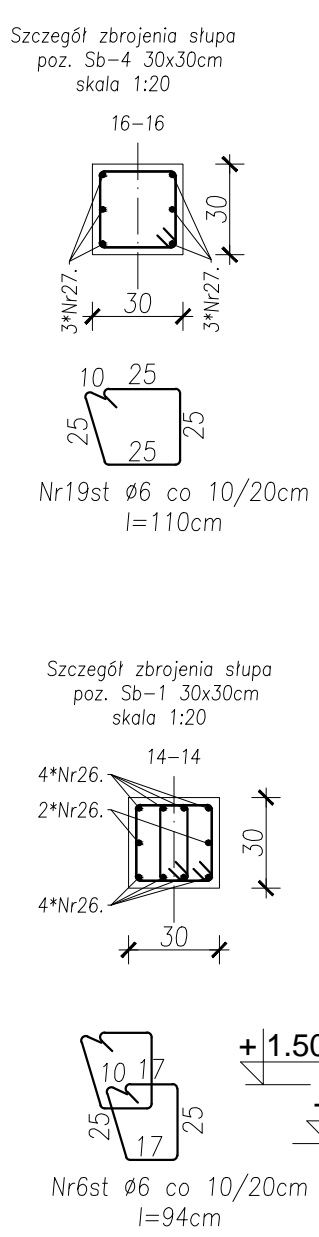 Szczegół zbrojenia słupa
poz. Sb-4 30x30cm
skala 1:20
16-16
30
3*Nr27.
30
3*Nr27.
10 25
25
25
25
Nr19st ø6 co 10/20cm
l=110cm
Szczegół zbrojenia słupa
poz. Sb-1 30x30cm
skala 1:20
14-14
4*Nr26.
2*Nr26.
30
4*Nr26.
30
+ 1.50
10 17
25
25
17
Nr6st ø6 co 10/20cm
l=94cm